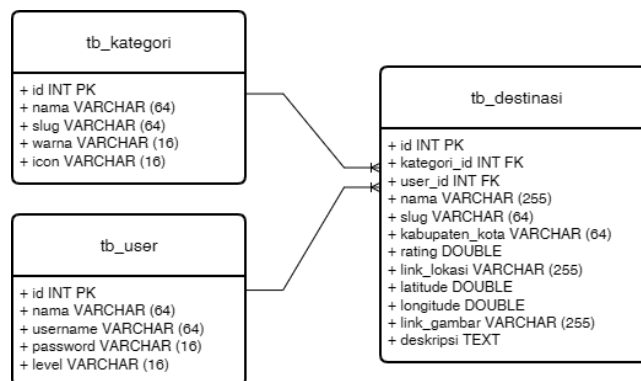 tb_kategori
+ id INT PK
+ nama VARCHAR (64)
+ slug VARCHAR (64)
+ warna VARCHAR (16)
+ icon VARCHAR (16)
tb_user
+ id INT PK
+ nama VARCHAR (64)
+ username VARCHAR (64)
+ password VARCHAR (16)
+ level VARCHAR (16)
tb_destinasi
+ id INT PK
+ kategori_id INT FK
+ user_id INT FK
+ nama VARCHAR (255)
+ slug VARCHAR (64)
+ kabupaten_kota VARCHAR (64)
+ rating DOUBLE
+ link_lokasi VARCHAR (255)
+ latitude DOUBLE
+ longitude DOUBLE
+ link_gambar VARCHAR (255)
+ deskripsi TEXT